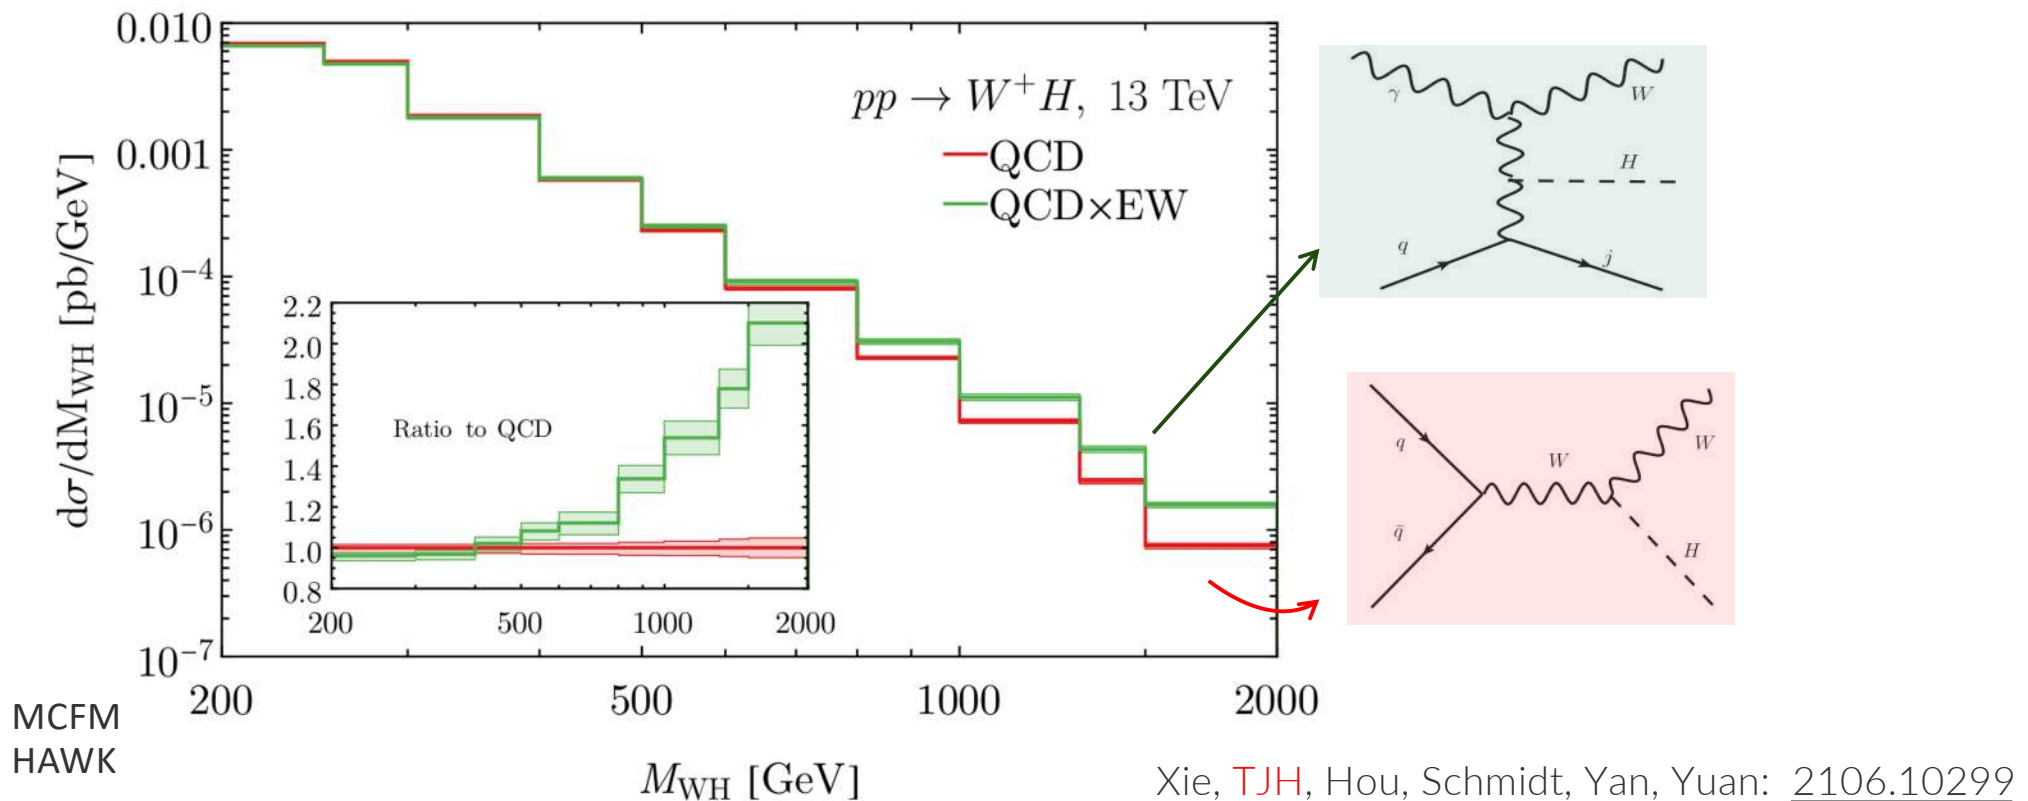 0.010
0.001
10⁻⁴
10⁻⁵
10⁻⁶
10⁻⁷
dσ/dM_WH [pb/GeV]
pp → W⁺H, 13 TeV
QCD
QCD×EW
2.2
2.0
1.8
1.6
1.4
1.2
1.0
0.8
Ratio to QCD
200 500 1000 2000
200 500 1000 2000
M_WH [GeV]
γ
W
H
q
j
q
W
W
q̄
H
MCFM
HAWK
Xie, TJH, Hou, Schmidt, Yan, Yuan: 2106.10299